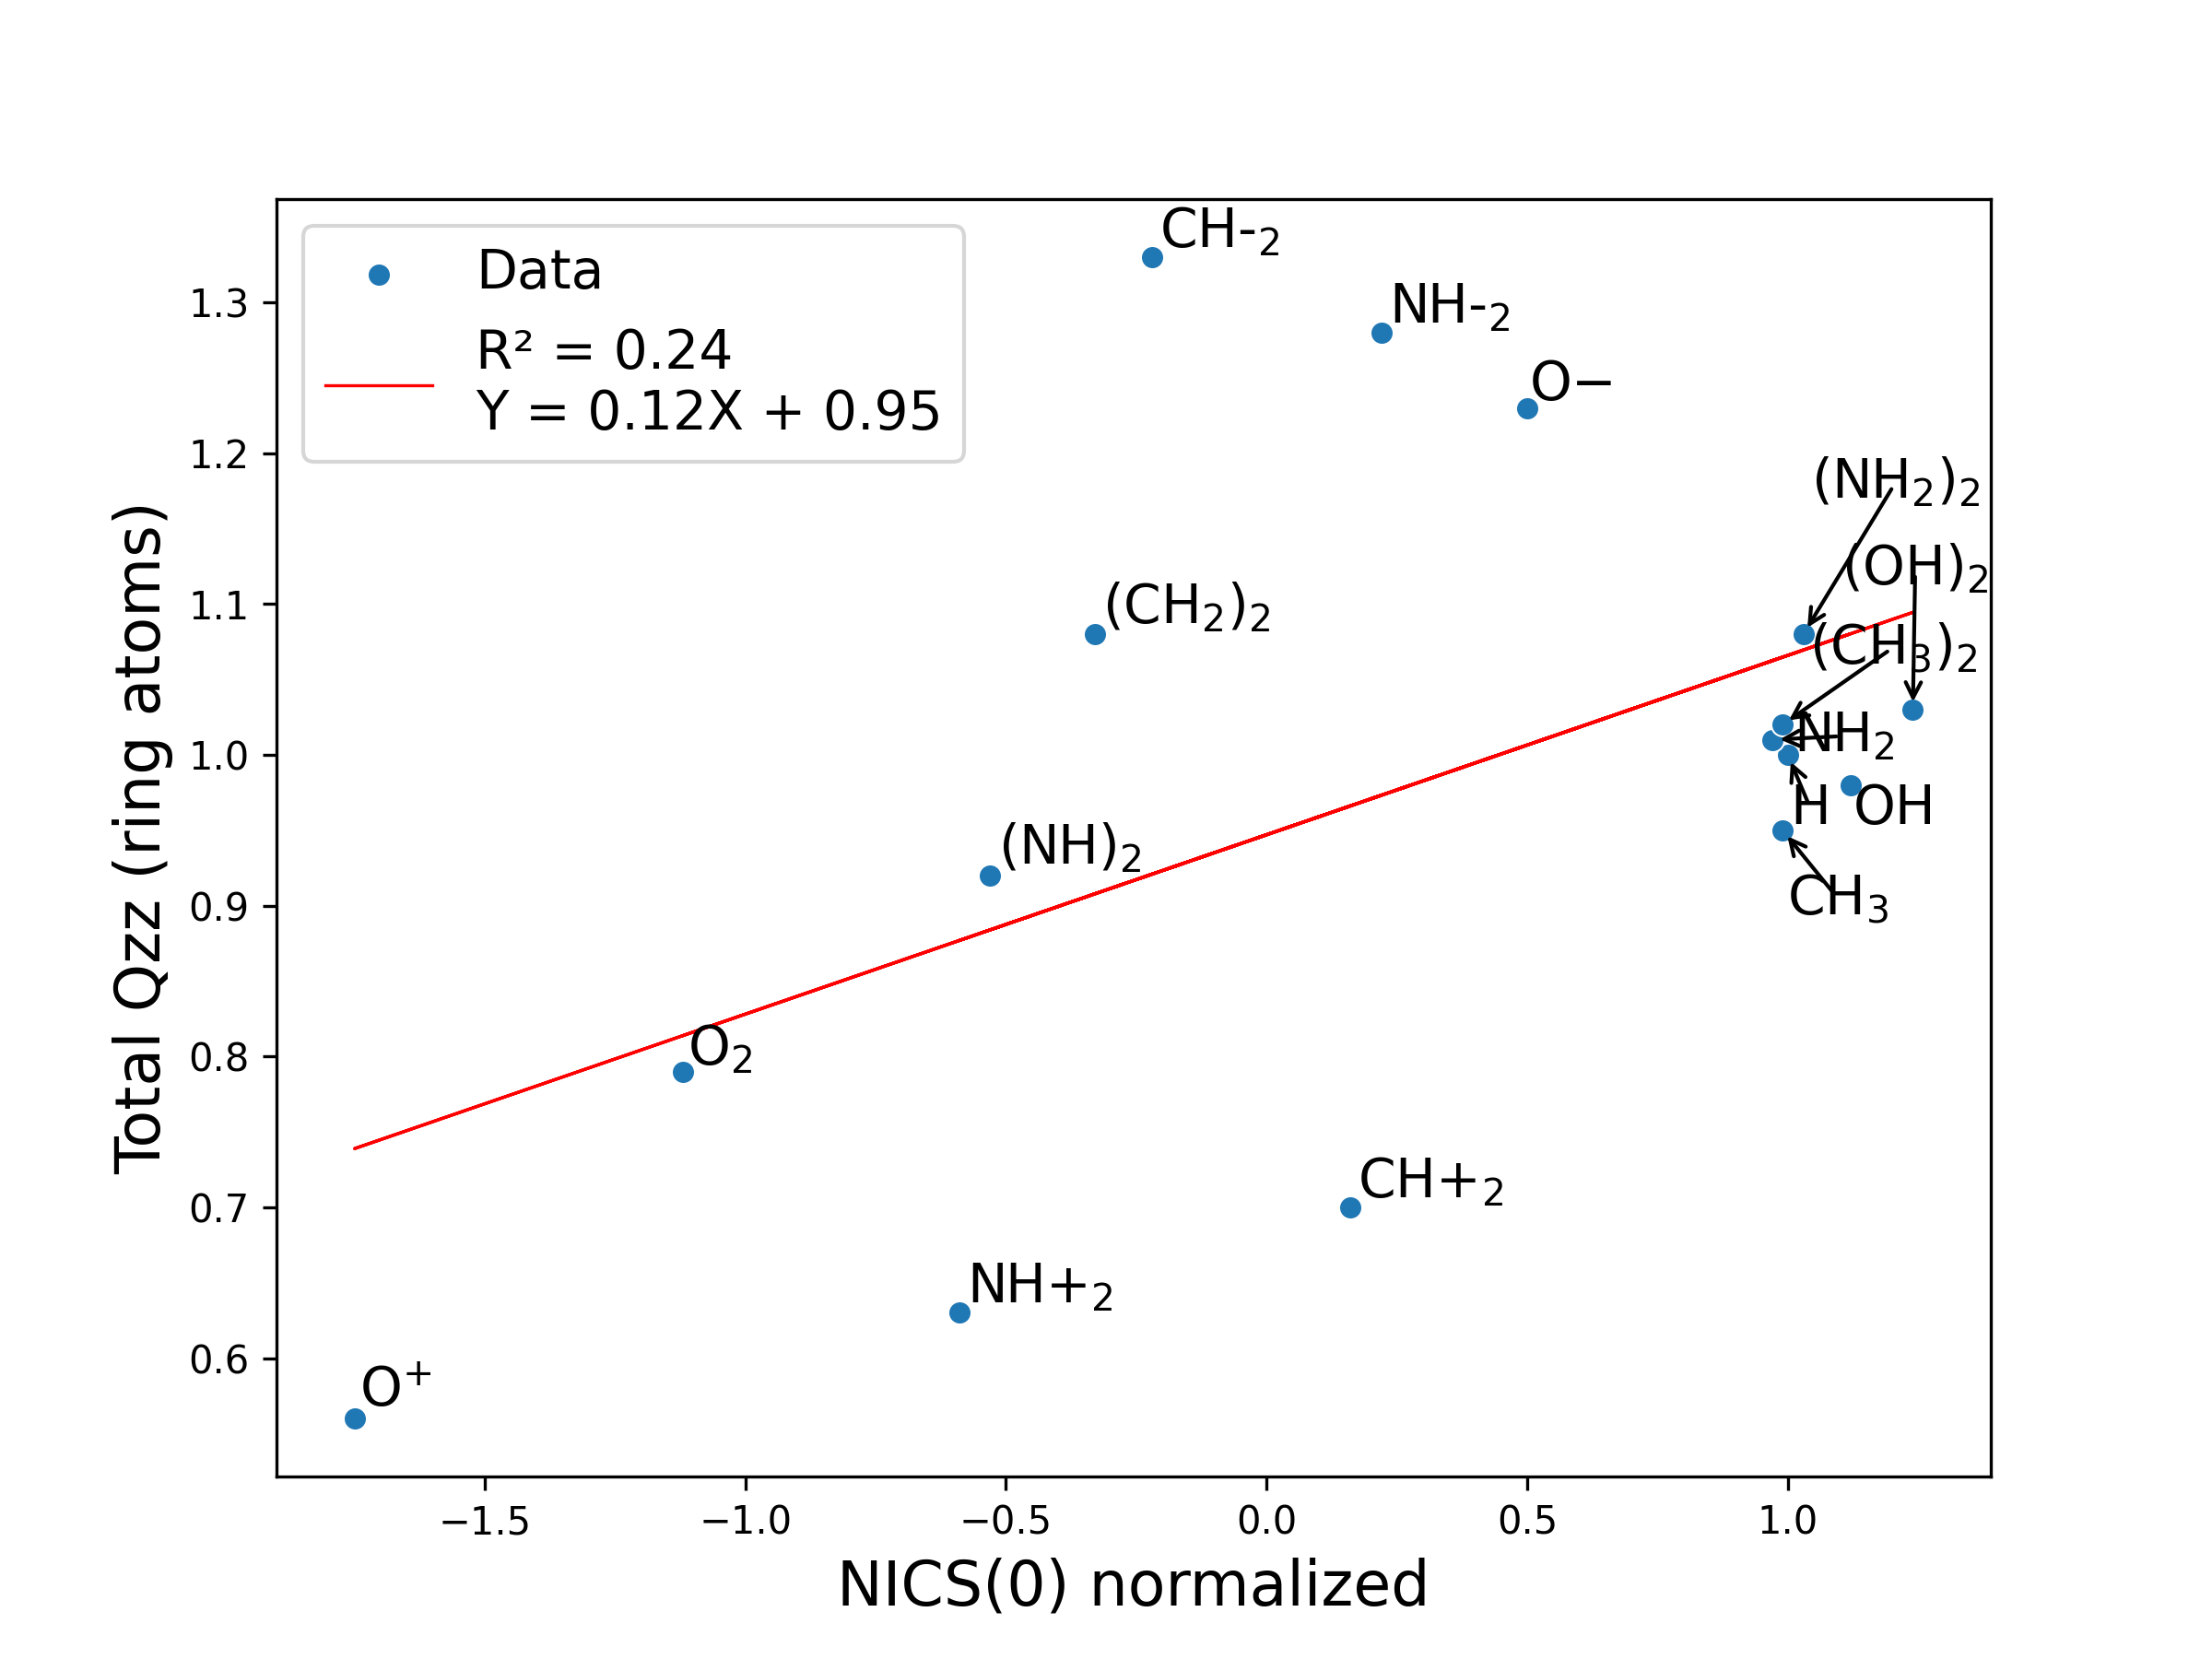 Data
R² = 0.24
Y = 0.12X + 0.95
CH-₂
NH-₂
O−
(NH₂)₂
(OH)₂
(CH₂)₂
(CH₃)₂
N
NH₂
H
OH
CH₃
(NH)₂
O₂
CH+₂
NH+₂
O⁺
1.3
1.2
1.1
1.0
0.9
0.8
0.7
0.6
Total Qzz (ring atoms)
−1.5
−1.0
−0.5
0.0
0.5
1.0
NICS(0) normalized